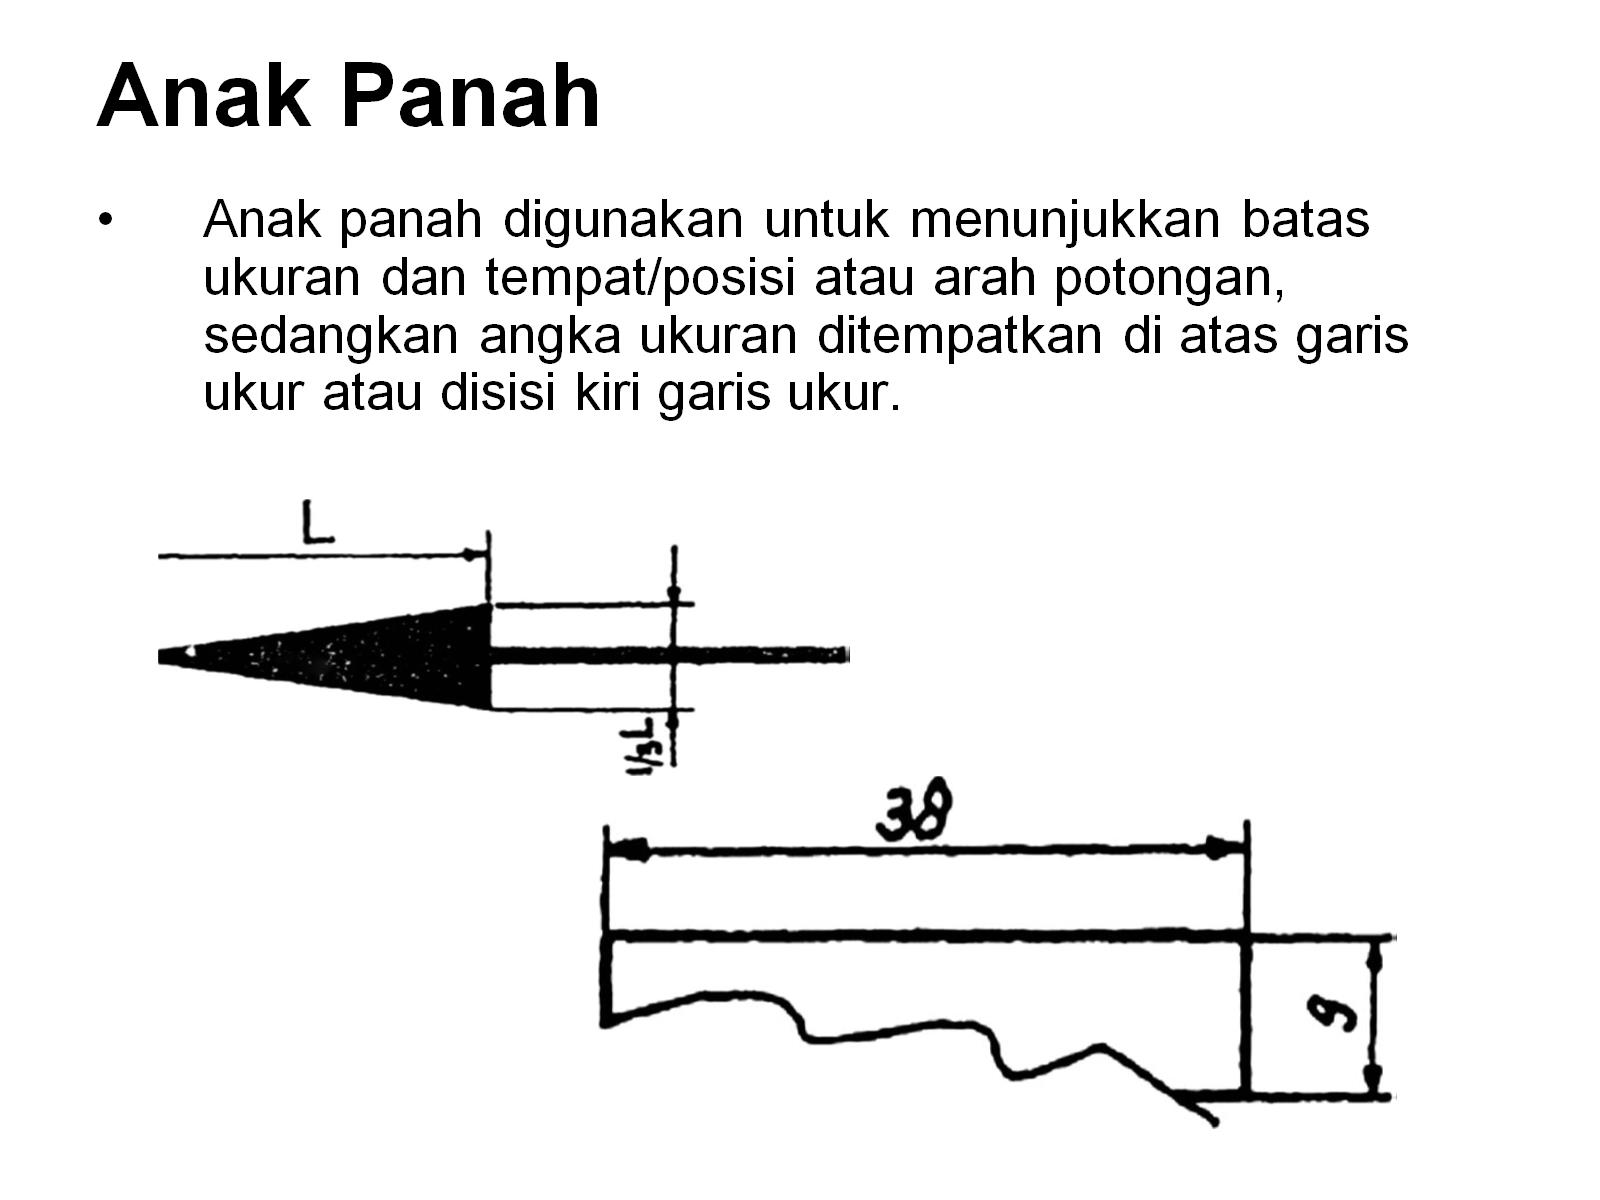 Anak Panah
• Anak panah digunakan untuk menunjukkan batas
ukuran dan tempat/posisi atau arah potongan,
sedangkan angka ukuran ditempatkan di atas garis
ukur atau disisi kiri garis ukur.
L
1/3L
38
9